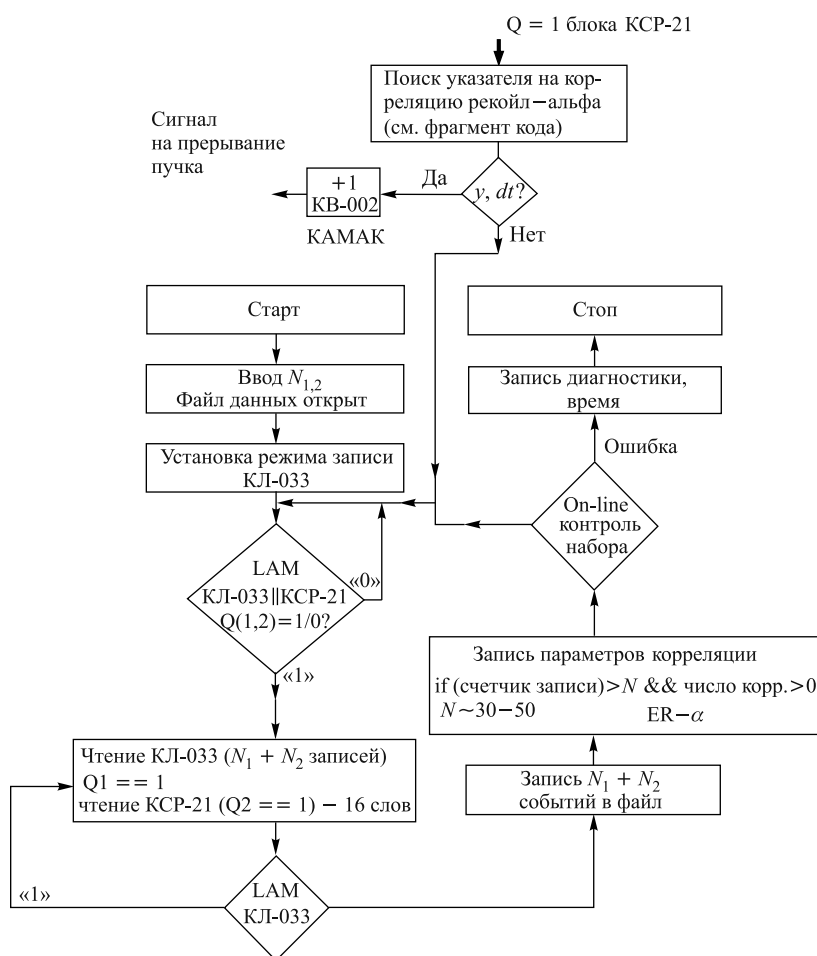 Q = 1 блока КСР-21
Поиск указателя на кор-
реляцию рекойл−альфа
(см. фрагмент кода)
Сигнал
на прерывание
пучка
+1
КВ-002
КАМАК
Да
y, dt?
Нет
Старт
Стоп
Ввод N1,2
Файл данных открыт
Запись диагностики,
время
Установка режима записи
КЛ-033
Ошибка
On-line
контроль
набора
LAM
КЛ-033||КСР-21
Q(1,2)=1/0?
«0»
«1»
Запись параметров корреляции
if (счетчик записи)>N && число корр.>0
N∼30−50 ER−α
Чтение КЛ-033 (N1 + N2 записей)
Q1 == 1
чтение КСР-21 (Q2 == 1) − 16 слов
Запись N1 + N2
событий в файл
«1»
LAM
КЛ-033